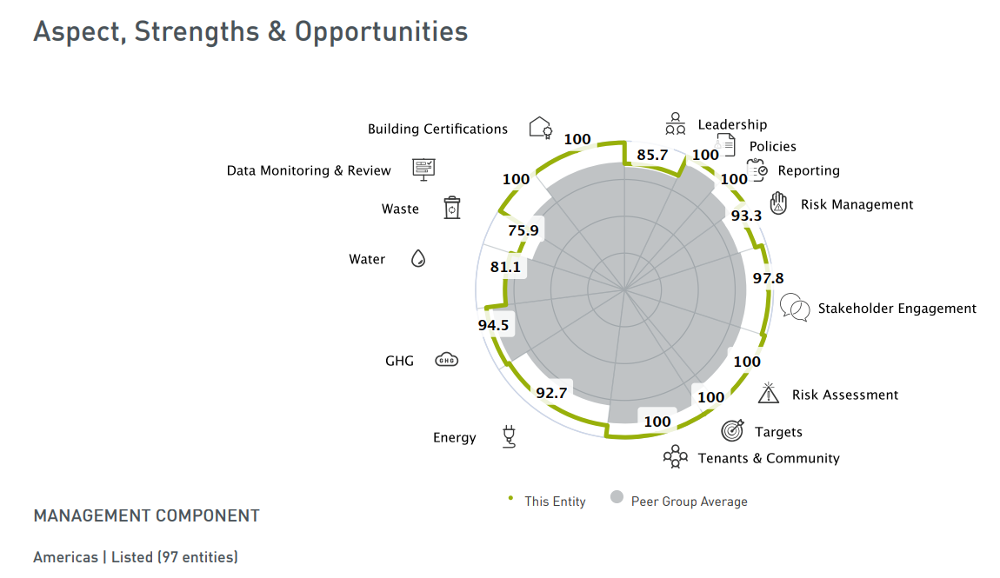 Aspect, Strengths & Opportunities
Building Certifications
100
Leadership
85.7
100
Policies
Data Monitoring & Review
100
100
Reporting
Waste
93.3
Risk Management
75.9
Water
81.1
97.8
Stakeholder Engagement
94.5
GHG
GHG
100
92.7
100
Risk Assessment
100
Energy
Targets
Tenants & Community
This Entity
Peer Group Average
MANAGEMENT COMPONENT
Americas | Listed (97 entities)